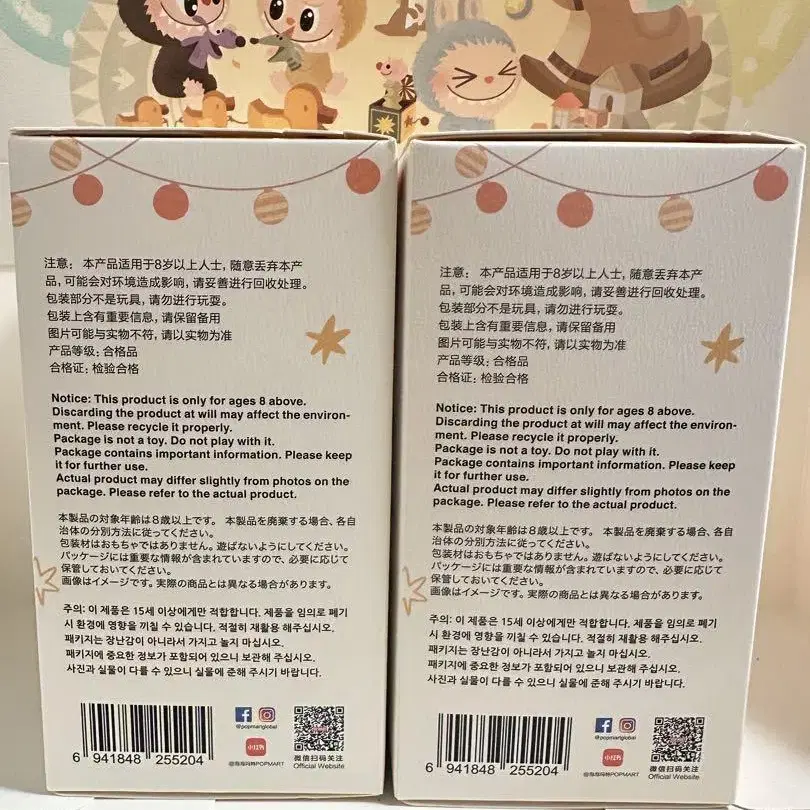 注意： 本产品适用于8岁以上人士，随意丢弃本产
品，可能会对环境造成影响，请妥善进行回收处理。
包装部分不是玩具，请勿进行玩耍。
包装上含有重要信息，请保留备用
图片可能与实物不符，请以实物为准
产品等级：合格品
合格证：检验合格
Notice: This product is only for ages 8 above.
Discarding the product at will may affect the environ-
ment. Please recycle it properly.
Package is not a toy. Do not play with it.
Package contains important information. Please keep
it for further use.
Actual product may differ slightly from photos on the
package. Please refer to the actual product.
本製品の対象年齢は8歳以上です。 本製品を廃棄する場合、各自
治体の分別方法に従ってください。
包装材はおもちゃではありません。遊ばないようにしてください。
パッケージには重要な情報が含まれていますので、必要に応じて
保管しておいてください。
画像はイメージです。実際の商品とは異なる場合があります。
주의: 이 제품은 15세 이상에게만 적합합니다. 제품을 임의로 폐기
시 환경에 영향을 끼칠 수 있습니다. 적절히 재활용 해주십시오.
패키지는 장난감이 아니라서 가지고 놀지 마십시오.
패키지에 중요한 정보가 포함되어 있으니 보관해 주십시오.
사진과 실물이 다를 수 있으니 실물에 준해 주시기 바랍니다.
@popmartglobal
小红书
@泡泡玛特POPMART
微信扫码关注
Official Website
6 941848 255204
注意： 本产品适用于8岁以上人士，随意丢弃本产
品，可能会对环境造成影响，请妥善进行回收处理。
包装部分不是玩具，请勿进行玩耍。
包装上含有重要信息，请保留备用
图片可能与实物不符，请以实物为准
产品等级：合格品
合格证：检验合格
Notice: This product is only for ages 8 above.
Discarding the product at will may affect the environ-
ment. Please recycle it properly.
Package is not a toy. Do not play with it.
Package contains important information. Please keep
it for further use.
Actual product may differ slightly from photos on the
package. Please refer to the actual product.
本製品の対象年齢は8歳以上です。 本製品を廃棄する場合、各自
治体の分別方法に従ってください。
包装材はおもちゃではありません。遊ばないようにしてください。
パッケージには重要な情報が含まれていますので、必要に応じて
保管しておいてください。
画像はイメージです。実際の商品とは異なる場合があります。
주의: 이 제품은 15세 이상에게만 적합합니다. 제품을 임의로 폐기
시 환경에 영향을 끼칠 수 있습니다. 적절히 재활용 해주십시오.
패키지는 장난감이 아니라서 가지고 놀지 마십시오.
패키지에 중요한 정보가 포함되어 있으니 보관해 주십시오.
사진과 실물이 다를 수 있으니 실물에 준해 주시기 바랍니다.
@popmartglobal
小红书
@泡泡玛特POPMART
微信扫码关注
Official Website
6 941848 255204